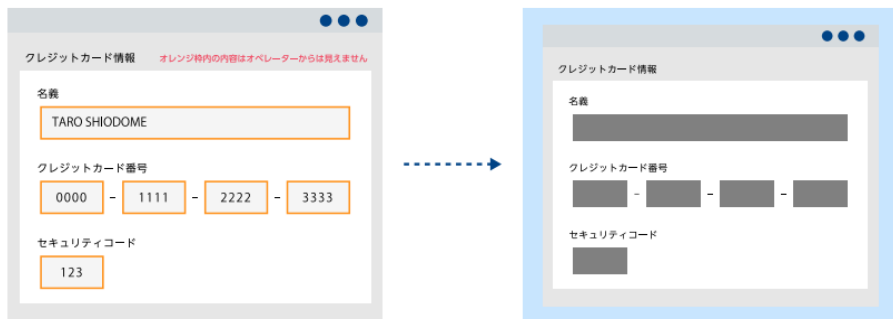 クレジットカード情報 オレンジ枠内の内容はオペレーターからは見えません
名義
TARO SHIODOME
クレジットカード番号
0000 - 1111 - 2222 - 3333
セキュリティコード
123
クレジットカード情報
名義
クレジットカード番号
- - -
セキュリティコード